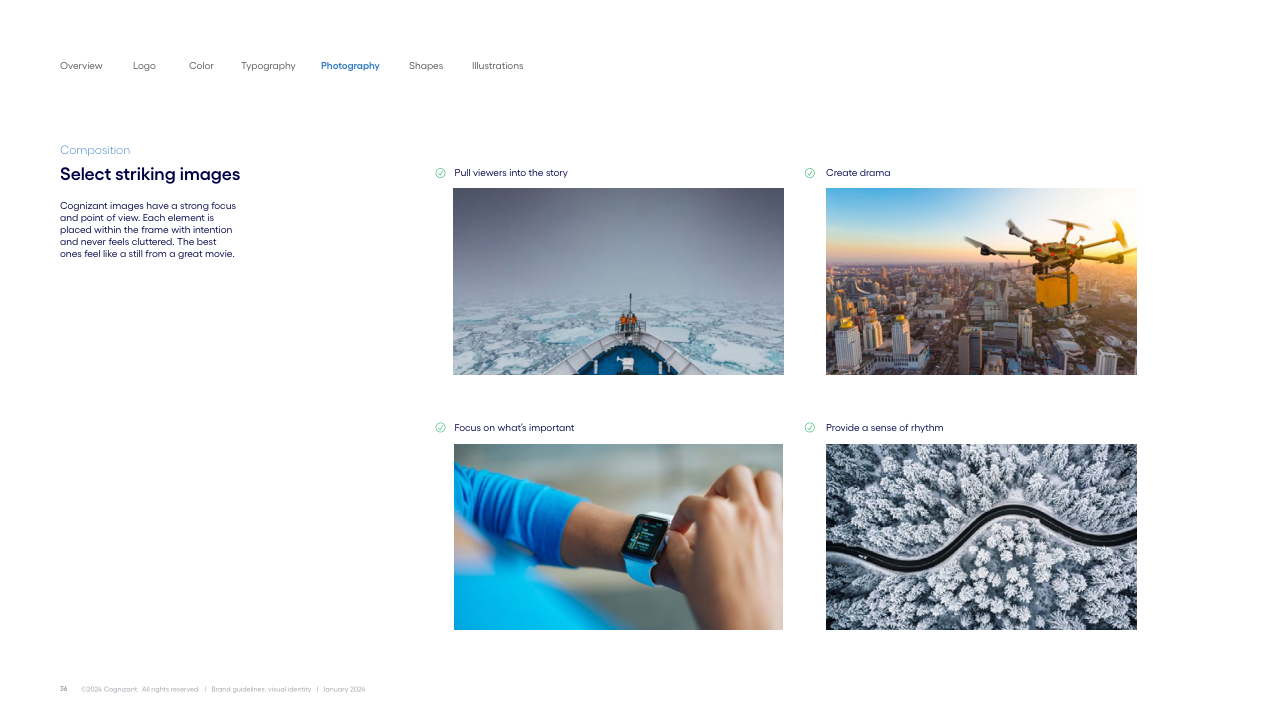 Overview Logo Color Typography Photography Shapes Illustrations
Composition
Select striking images
Cognizant images have a strong focus
and point of view. Each element is
placed within the frame with intention
and never feels cluttered. The best
ones feel like a still from a great movie.
Pull viewers into the story
Create drama
Focus on what's important
Provide a sense of rhythm
36 ©2024 Cognizant. All rights reserved. | Brand guidelines: visual identity | January 2024